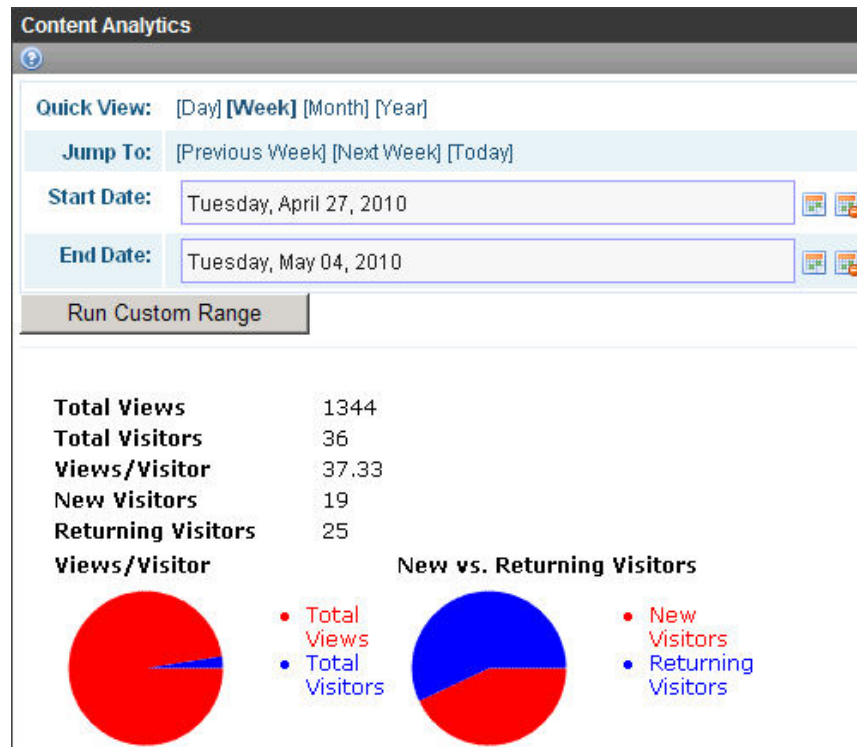 Content Analytics
Quick View: [Day] [Week] [Month] [Year]
Jump To: [Previous Week] [Next Week] [Today]
Start Date: Tuesday, April 27, 2010
End Date: Tuesday, May 04, 2010
Run Custom Range
Total Views 1344
Total Visitors 36
Views/Visitor 37.33
New Visitors 19
Returning Visitors 25
Views/Visitor New vs. Returning Visitors
Total
Views
Total
Visitors
New
Visitors
Returning
Visitors